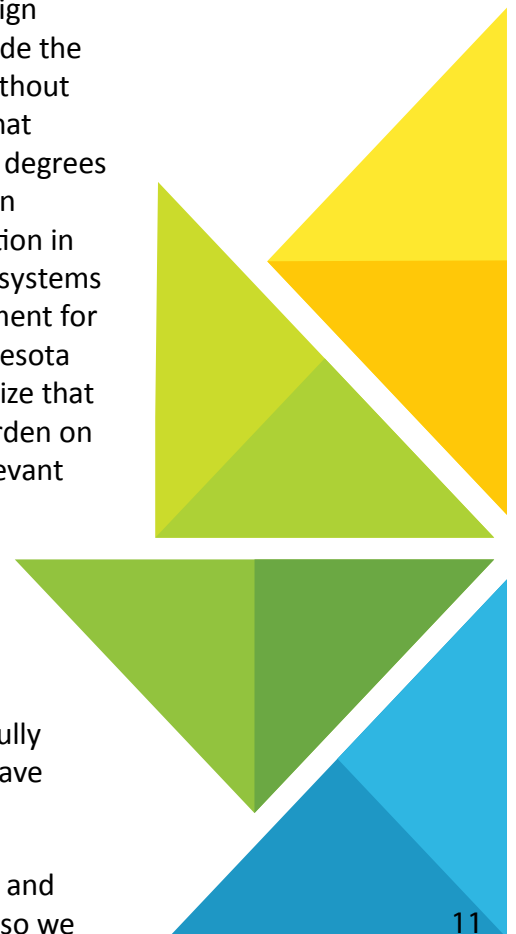 ign
de the
thout
hat
degrees
n
tion in
systems
ment for
esota
ize that
rden on
evant
ully
ave
and
so we
11